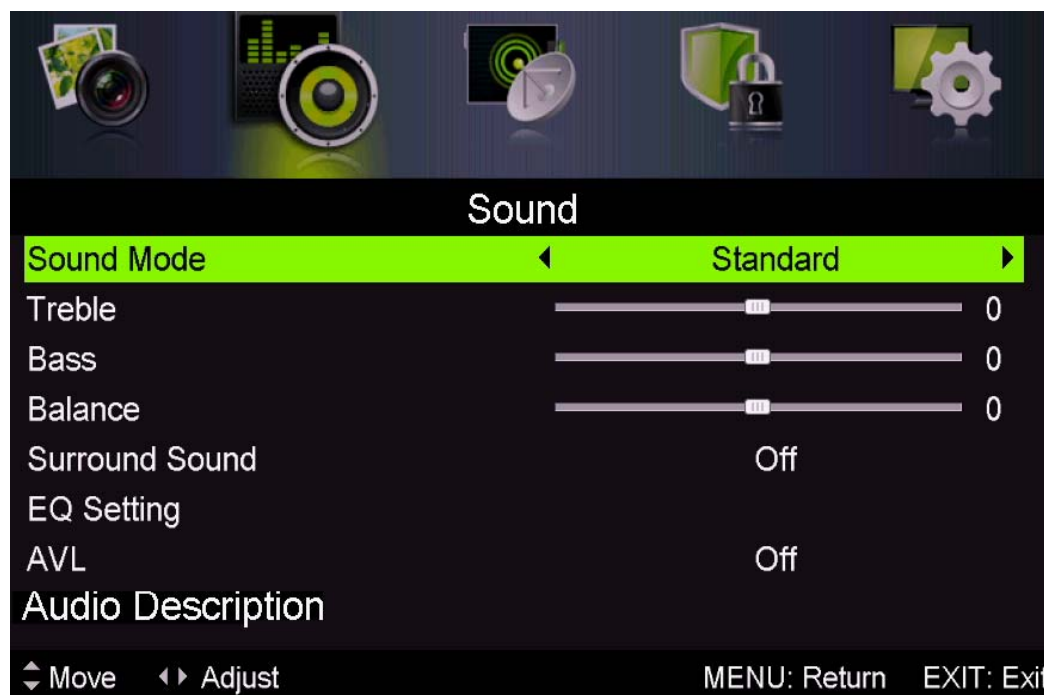 Sound
Sound Mode Standard
Treble 0
Bass 0
Balance 0
Surround Sound Off
EQ Setting
AVL Off
Audio Description
Move Adjust MENU: Return EXIT: Exit